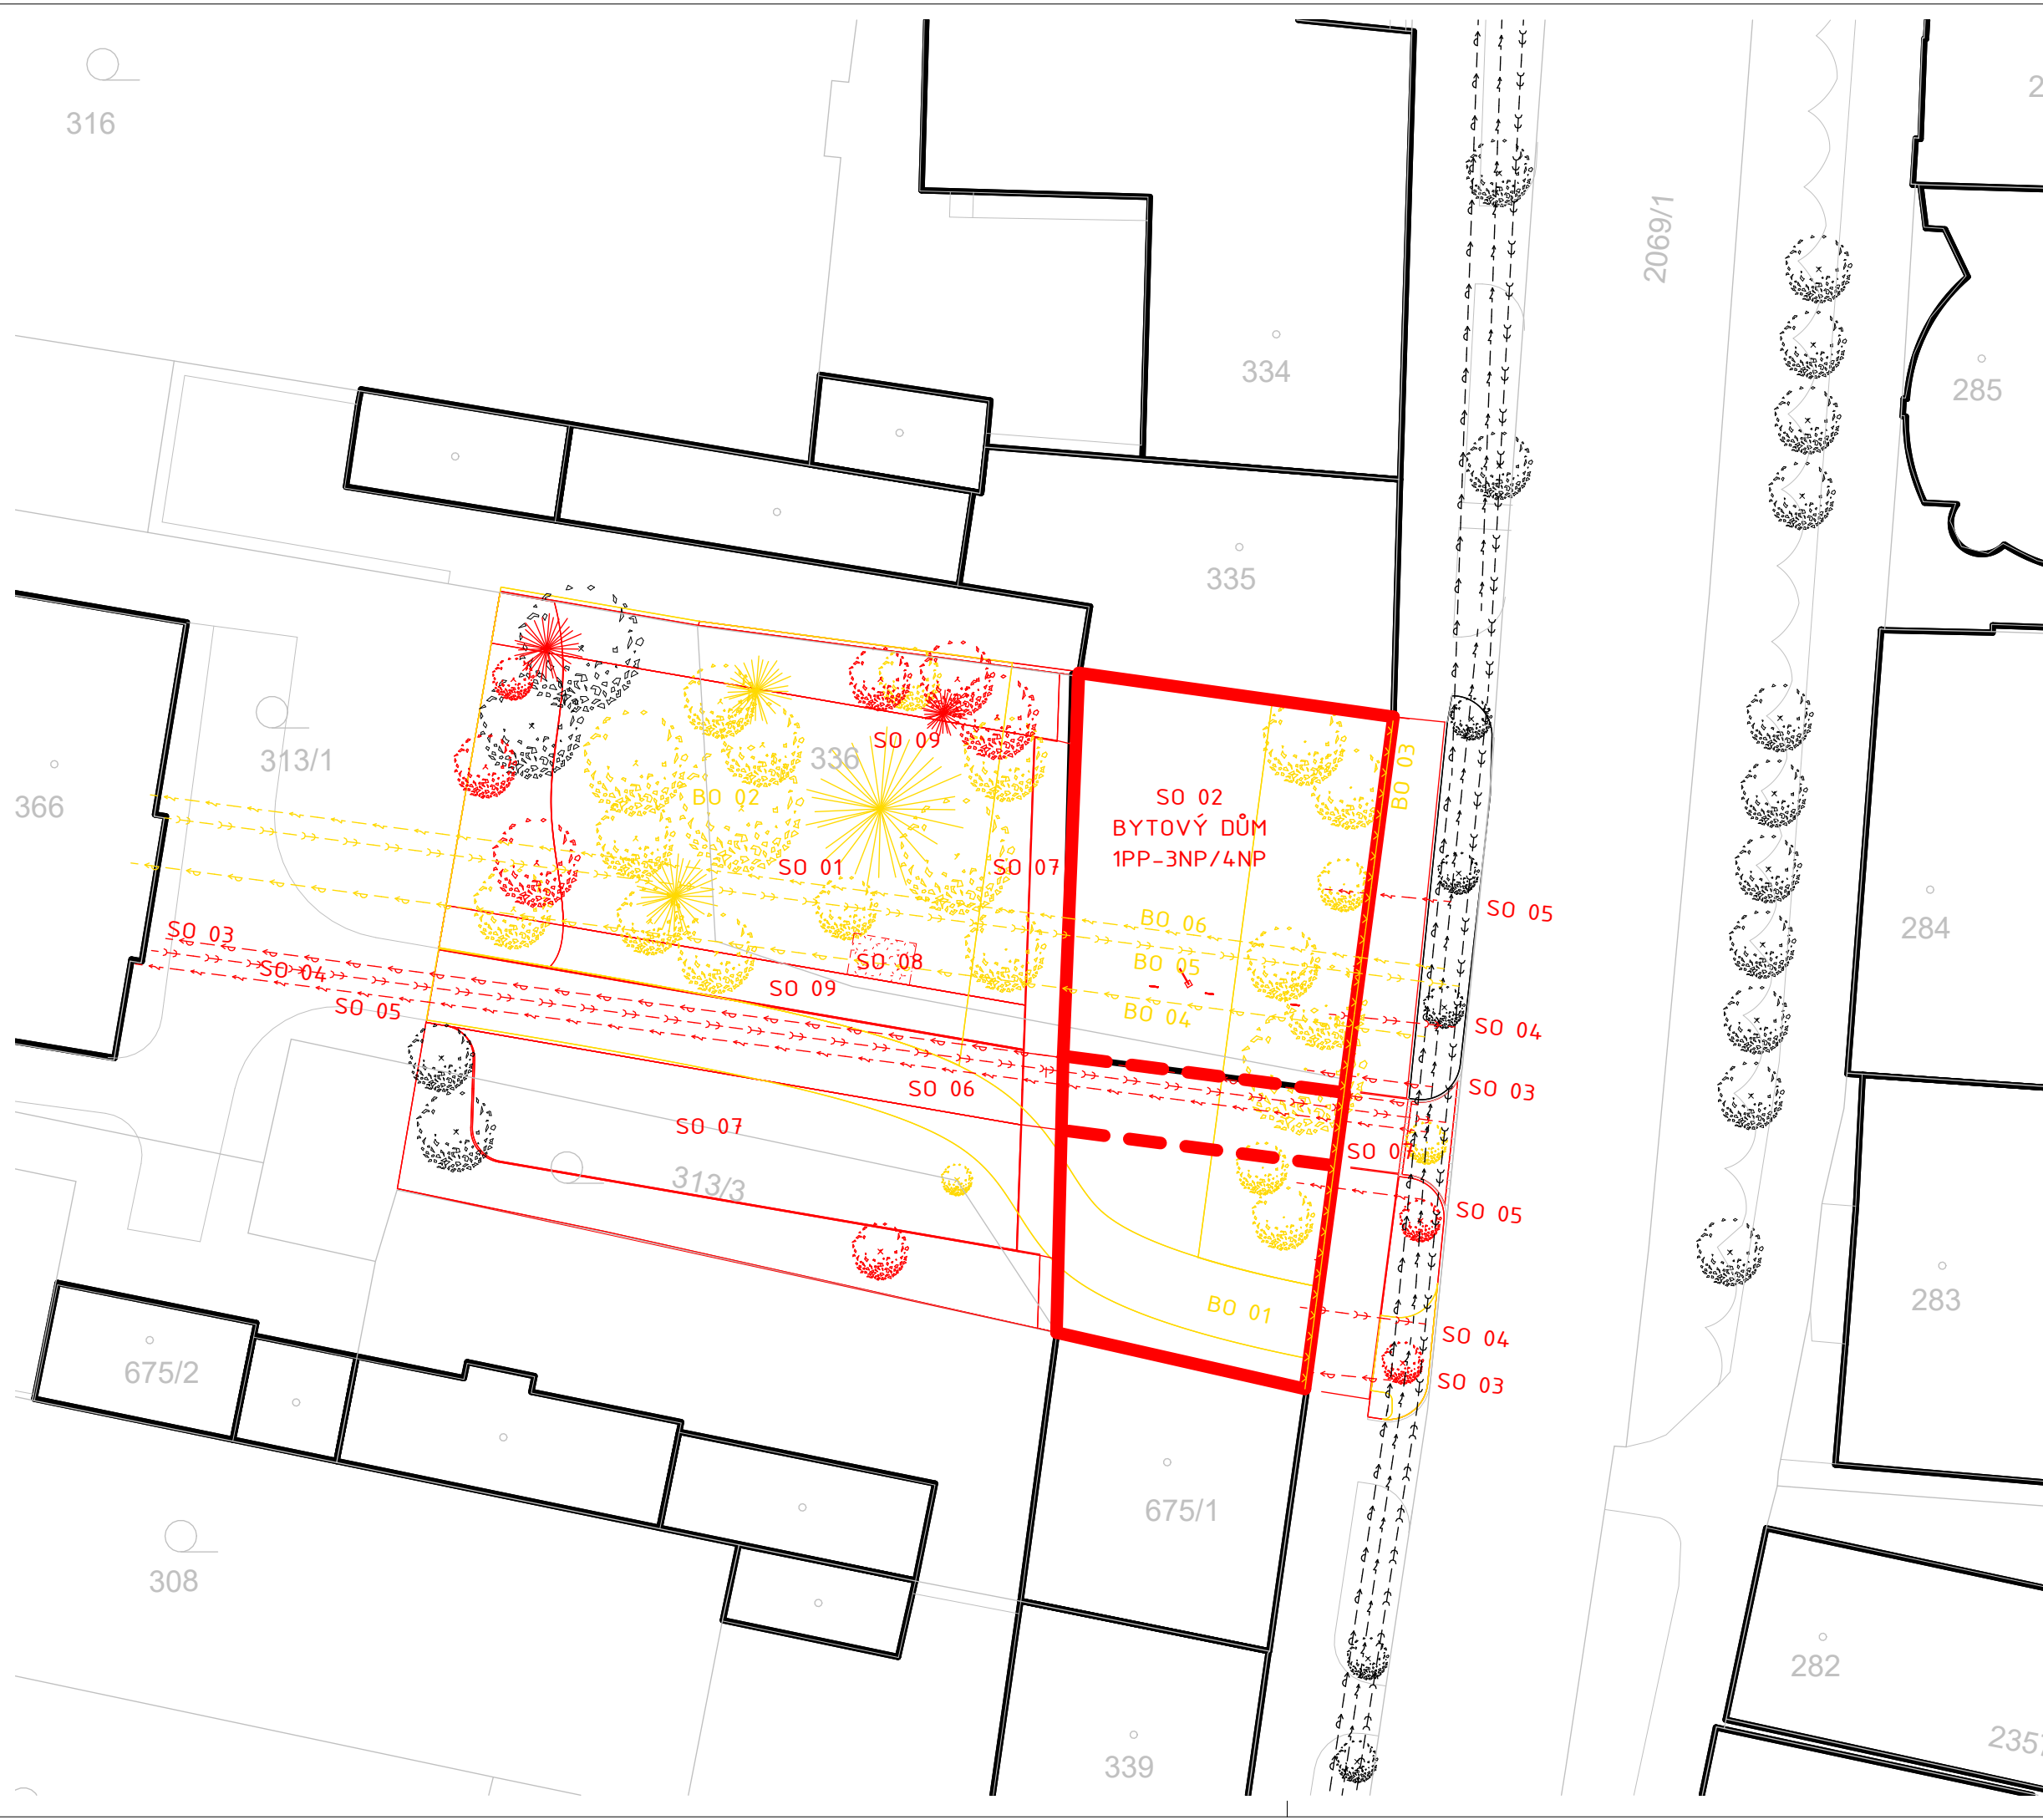 316
2069/1
334
285
335
313/1
366
336
SO 09
BO 02
BO 03
SO 02
BYTOVÝ DŮM
1PP-3NP/4NP
SO 01
SO 07
SO 05
284
BO 06
SO 03
SO 04
SO 08
BO 05
SO 09
SO 05
BO 04
SO 04
SO 06
SO 03
SO 07
313/3
SO 05
BO 01
283
SO 04
675/2
SO 03
675/1
308
282
339